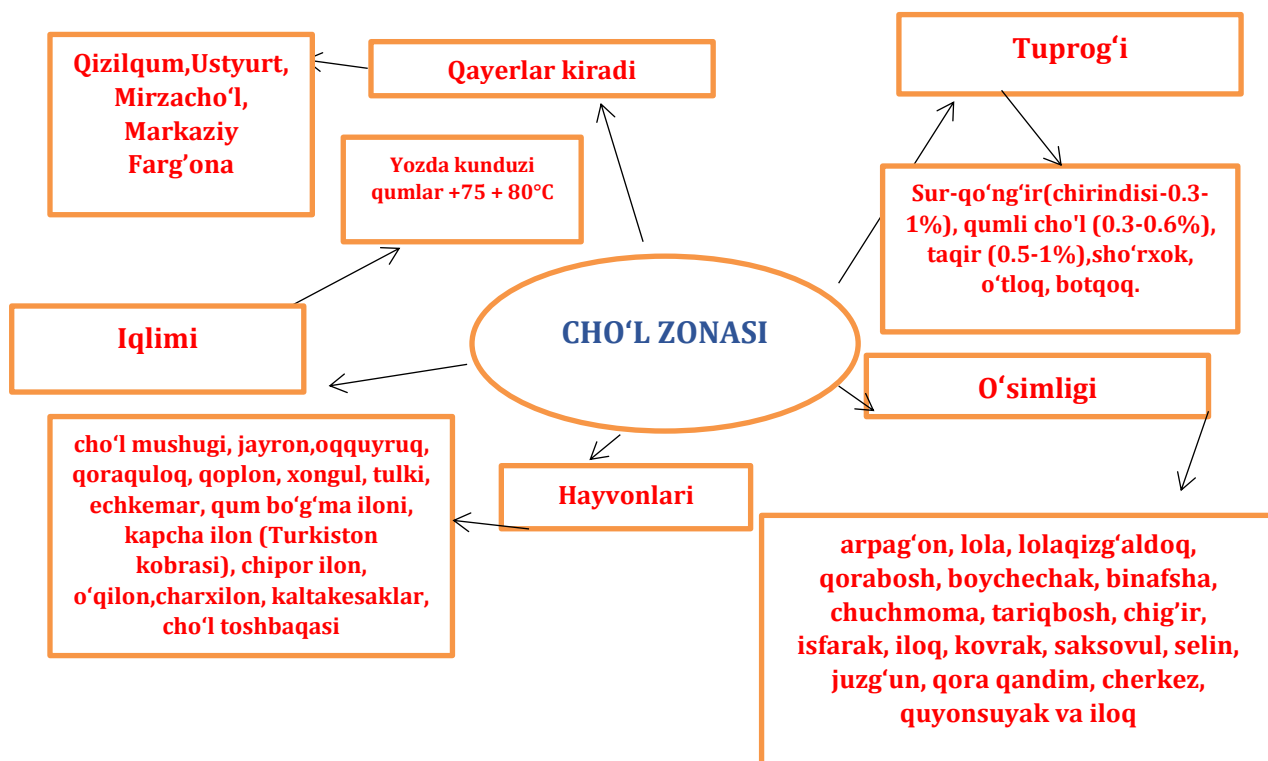 Qizilqum,Ustyurt,
Mirzacho‘l,
Markaziy
Farg’ona
Qayerlar kiradi
Tuprog‘i
Yozda kunduzi
qumlar +75 + 80°C
Sur-qo‘ng‘ir(chirindisi-0.3-
1%), qumli cho'l (0.3-0.6%),
taqir (0.5-1%),sho‘rxok,
o‘tloq, botqoq.
Iqlimi
CHO‘L ZONASI
O‘simligi
cho‘l mushugi, jayron,oqquyruq,
qoraquloq, qoplon, xongul, tulki,
echkemar, qum bo‘g‘ma iloni,
kapcha ilon (Turkiston
kobrasi), chipor ilon,
o‘qilon,charxilon, kaltakesaklar,
cho‘l toshbaqasi
Hayvonlari
arpag‘on, lola, lolaqizg‘aldoq,
qorabosh, boychechak, binafsha,
chuchmoma, tariqbosh, chig’ir,
isfarak, iloq, kovrak, saksovul, selin,
juzg‘un, qora qandim, cherkez,
quyonsuyak va iloq